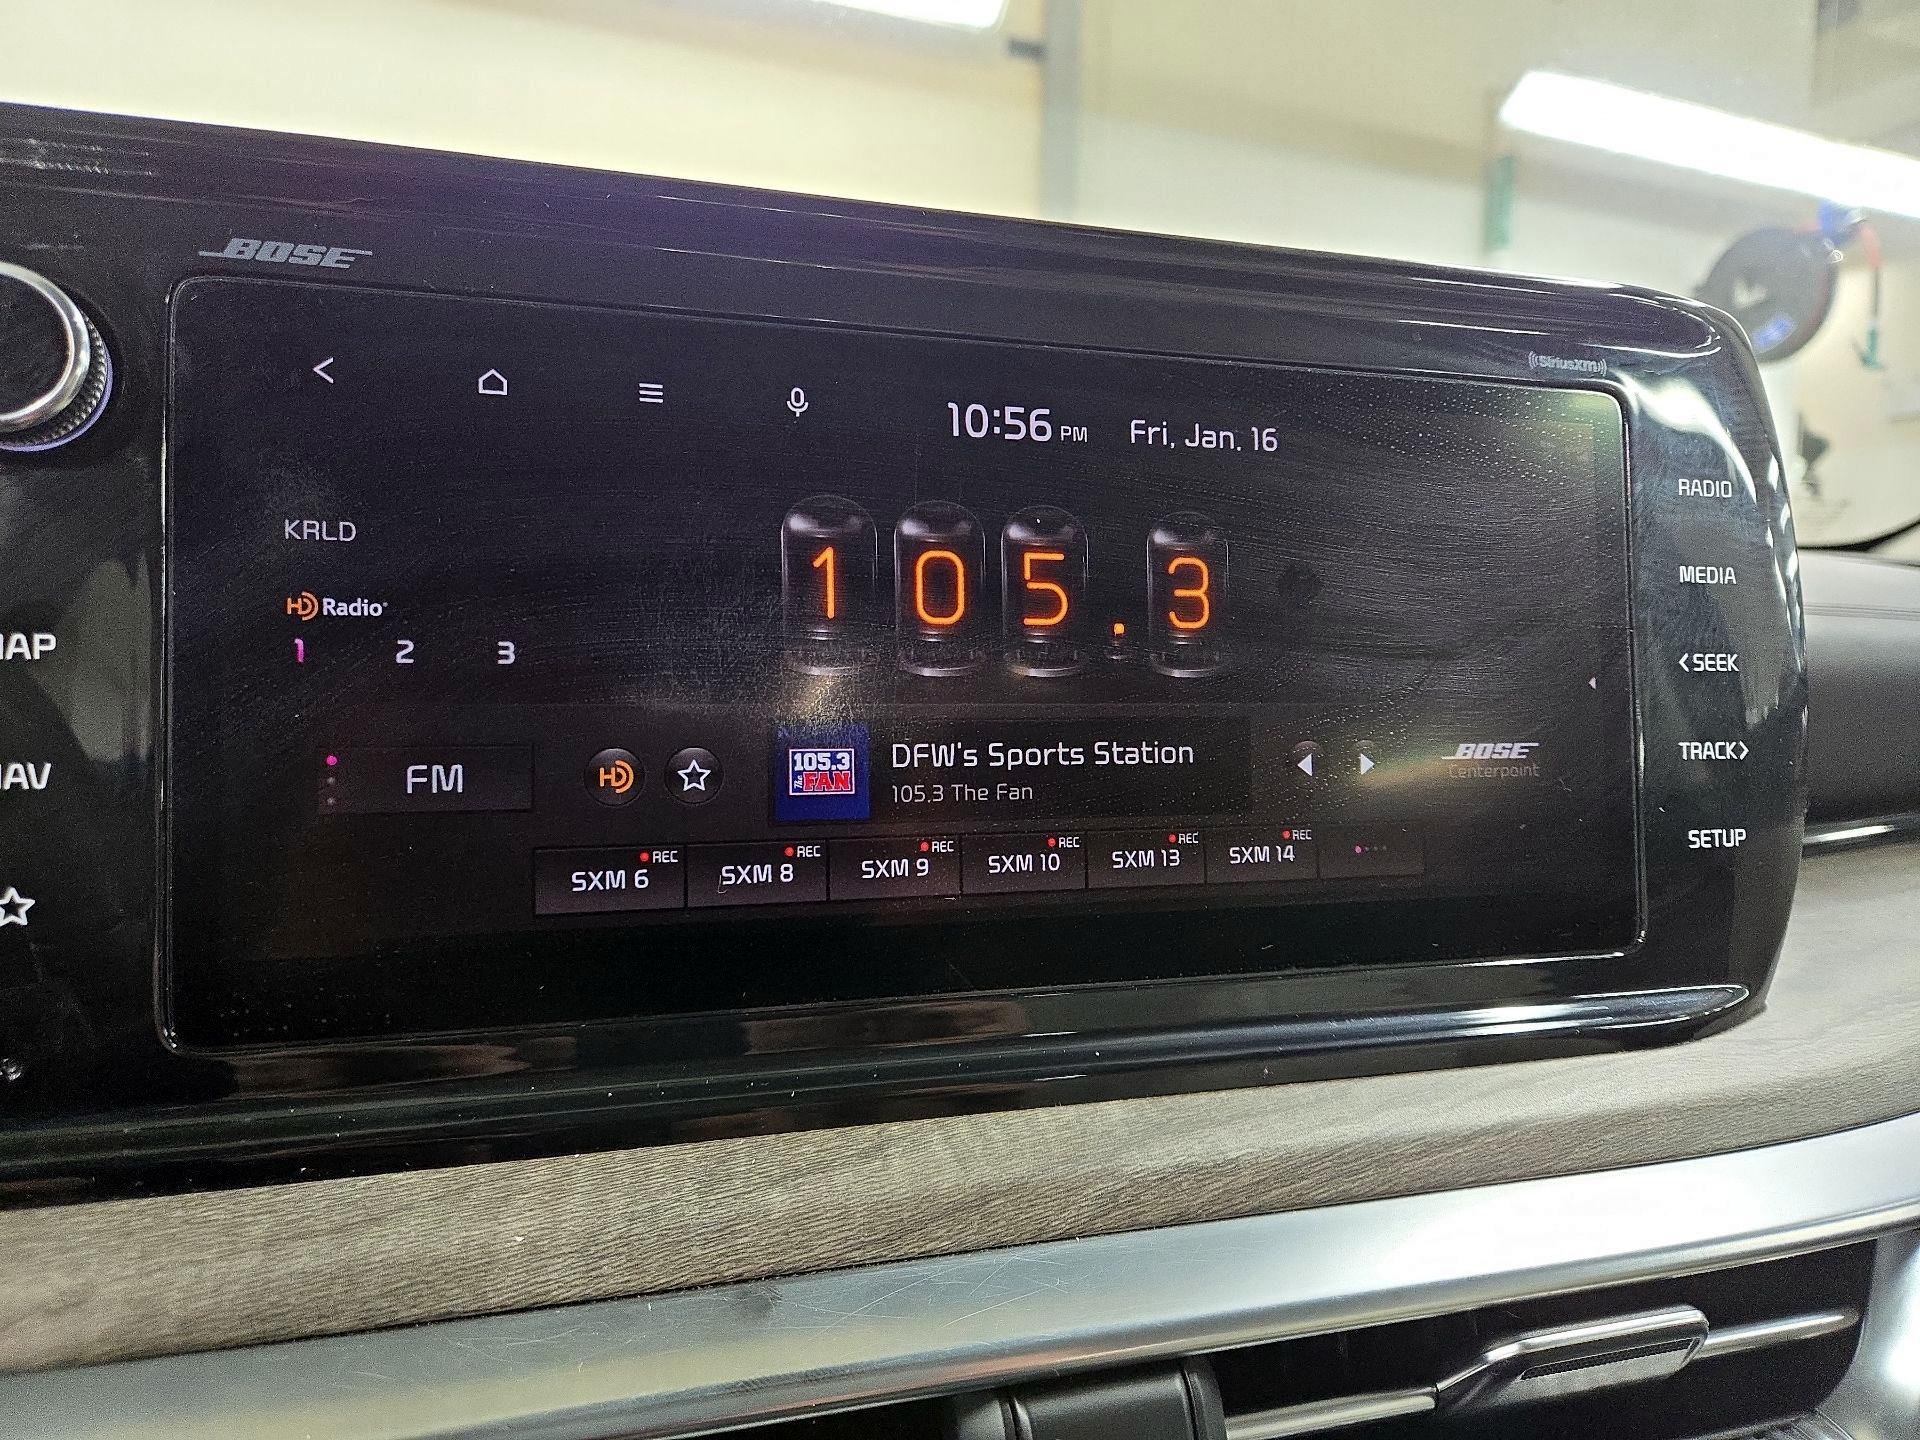 BOSE
((SiriusXM))
10:56 PM Fri, Jan. 16
RADIO
KRLD
105.3
MEDIA
HD Radio
1 2 3
< SEEK
FM
HD
105.3
The FAN
DFW's Sports Station
105.3 The Fan
BOSE
Centerpoint
TRACK >
SETUP
REC REC REC REC REC REC
SXM 6 SXM 8 SXM 9 SXM 10 SXM 13 SXM 14